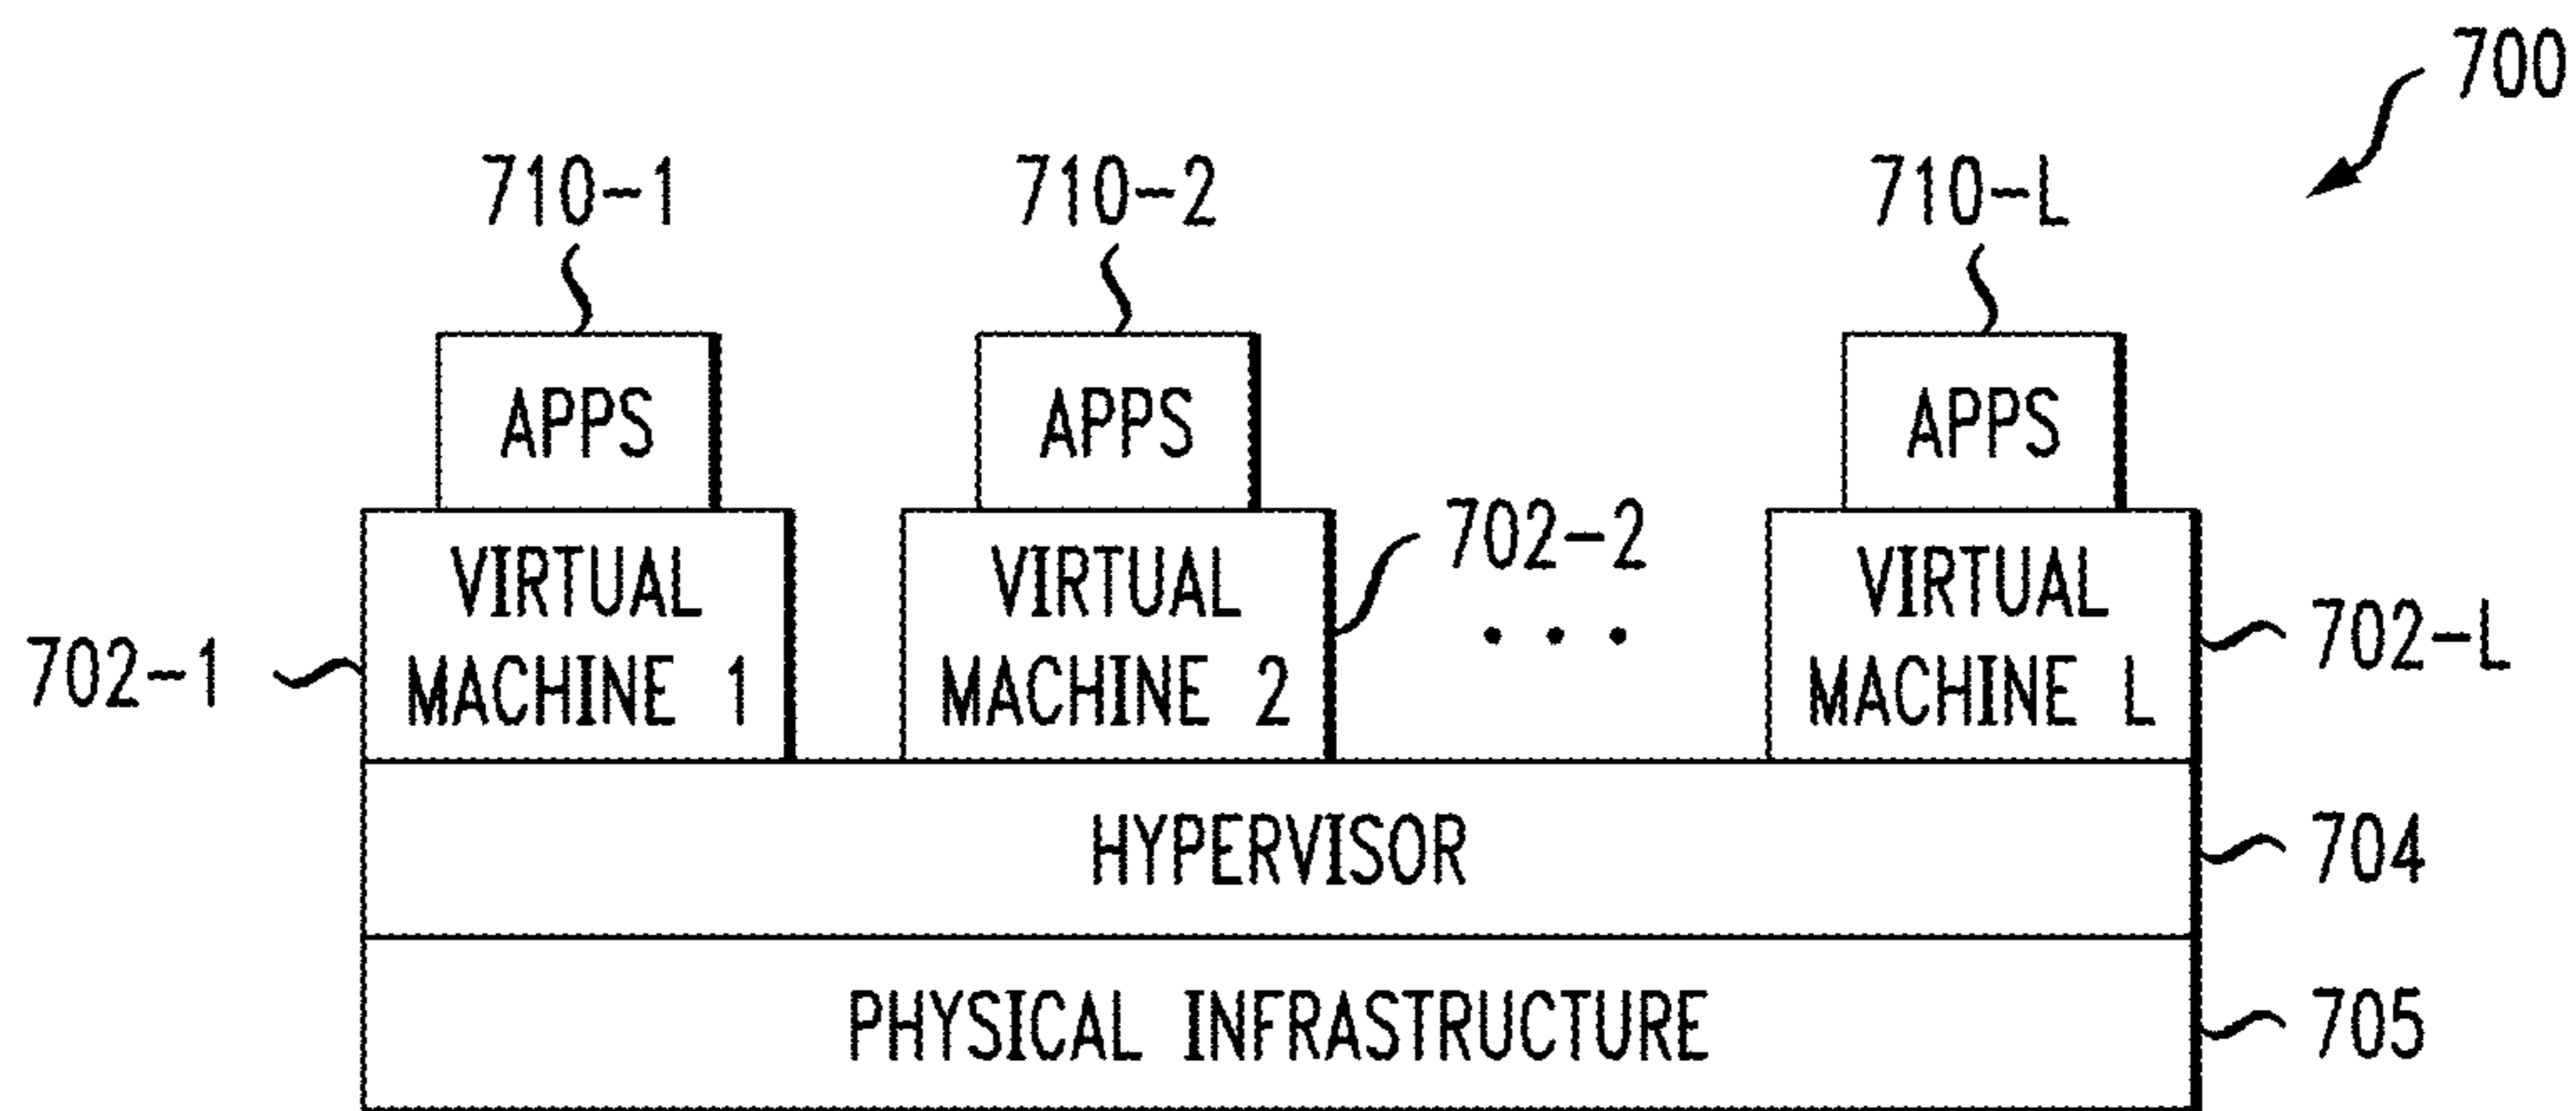 700
710-1 710-2 710-L
APPS APPS APPS
702-2
VIRTUAL VIRTUAL VIRTUAL
702-1 702-L
MACHINE 1 MACHINE 2 • • • MACHINE L
HYPERVISOR 704
PHYSICAL INFRASTRUCTURE 705